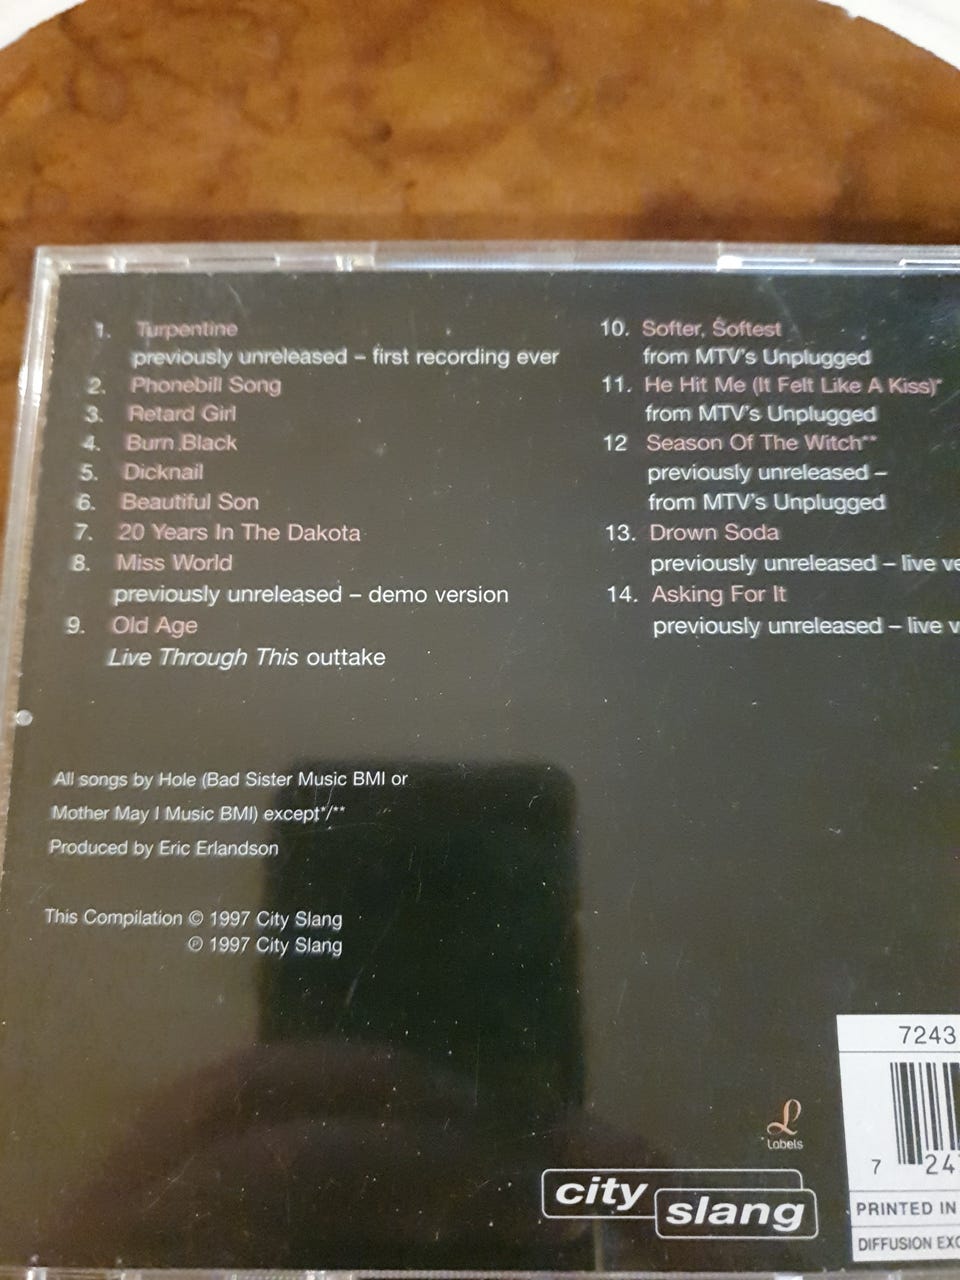 1. Turpentine
previously unreleased – first recording ever
2. Phonebill Song
3. Retard Girl
4. Burn Black
5. Dicknail
6. Beautiful Son
7. 20 Years In The Dakota
8. Miss World
previously unreleased – demo version
9. Old Age
Live Through This outtake
10. Softer, Softest
from MTV's Unplugged
11. He Hit Me (It Felt Like A Kiss)*
from MTV's Unplugged
12 Season Of The Witch**
previously unreleased –
from MTV's Unplugged
13. Drown Soda
previously unreleased – live ve
14. Asking For It
previously unreleased – live v
All songs by Hole (Bad Sister Music BMI or
Mother May I Music BMI) except*/**
Produced by Eric Erlandson
This Compilation © 1997 City Slang
℗ 1997 City Slang
L
Labels
city
slang
7243
7 24
PRINTED IN
DIFFUSION EXC